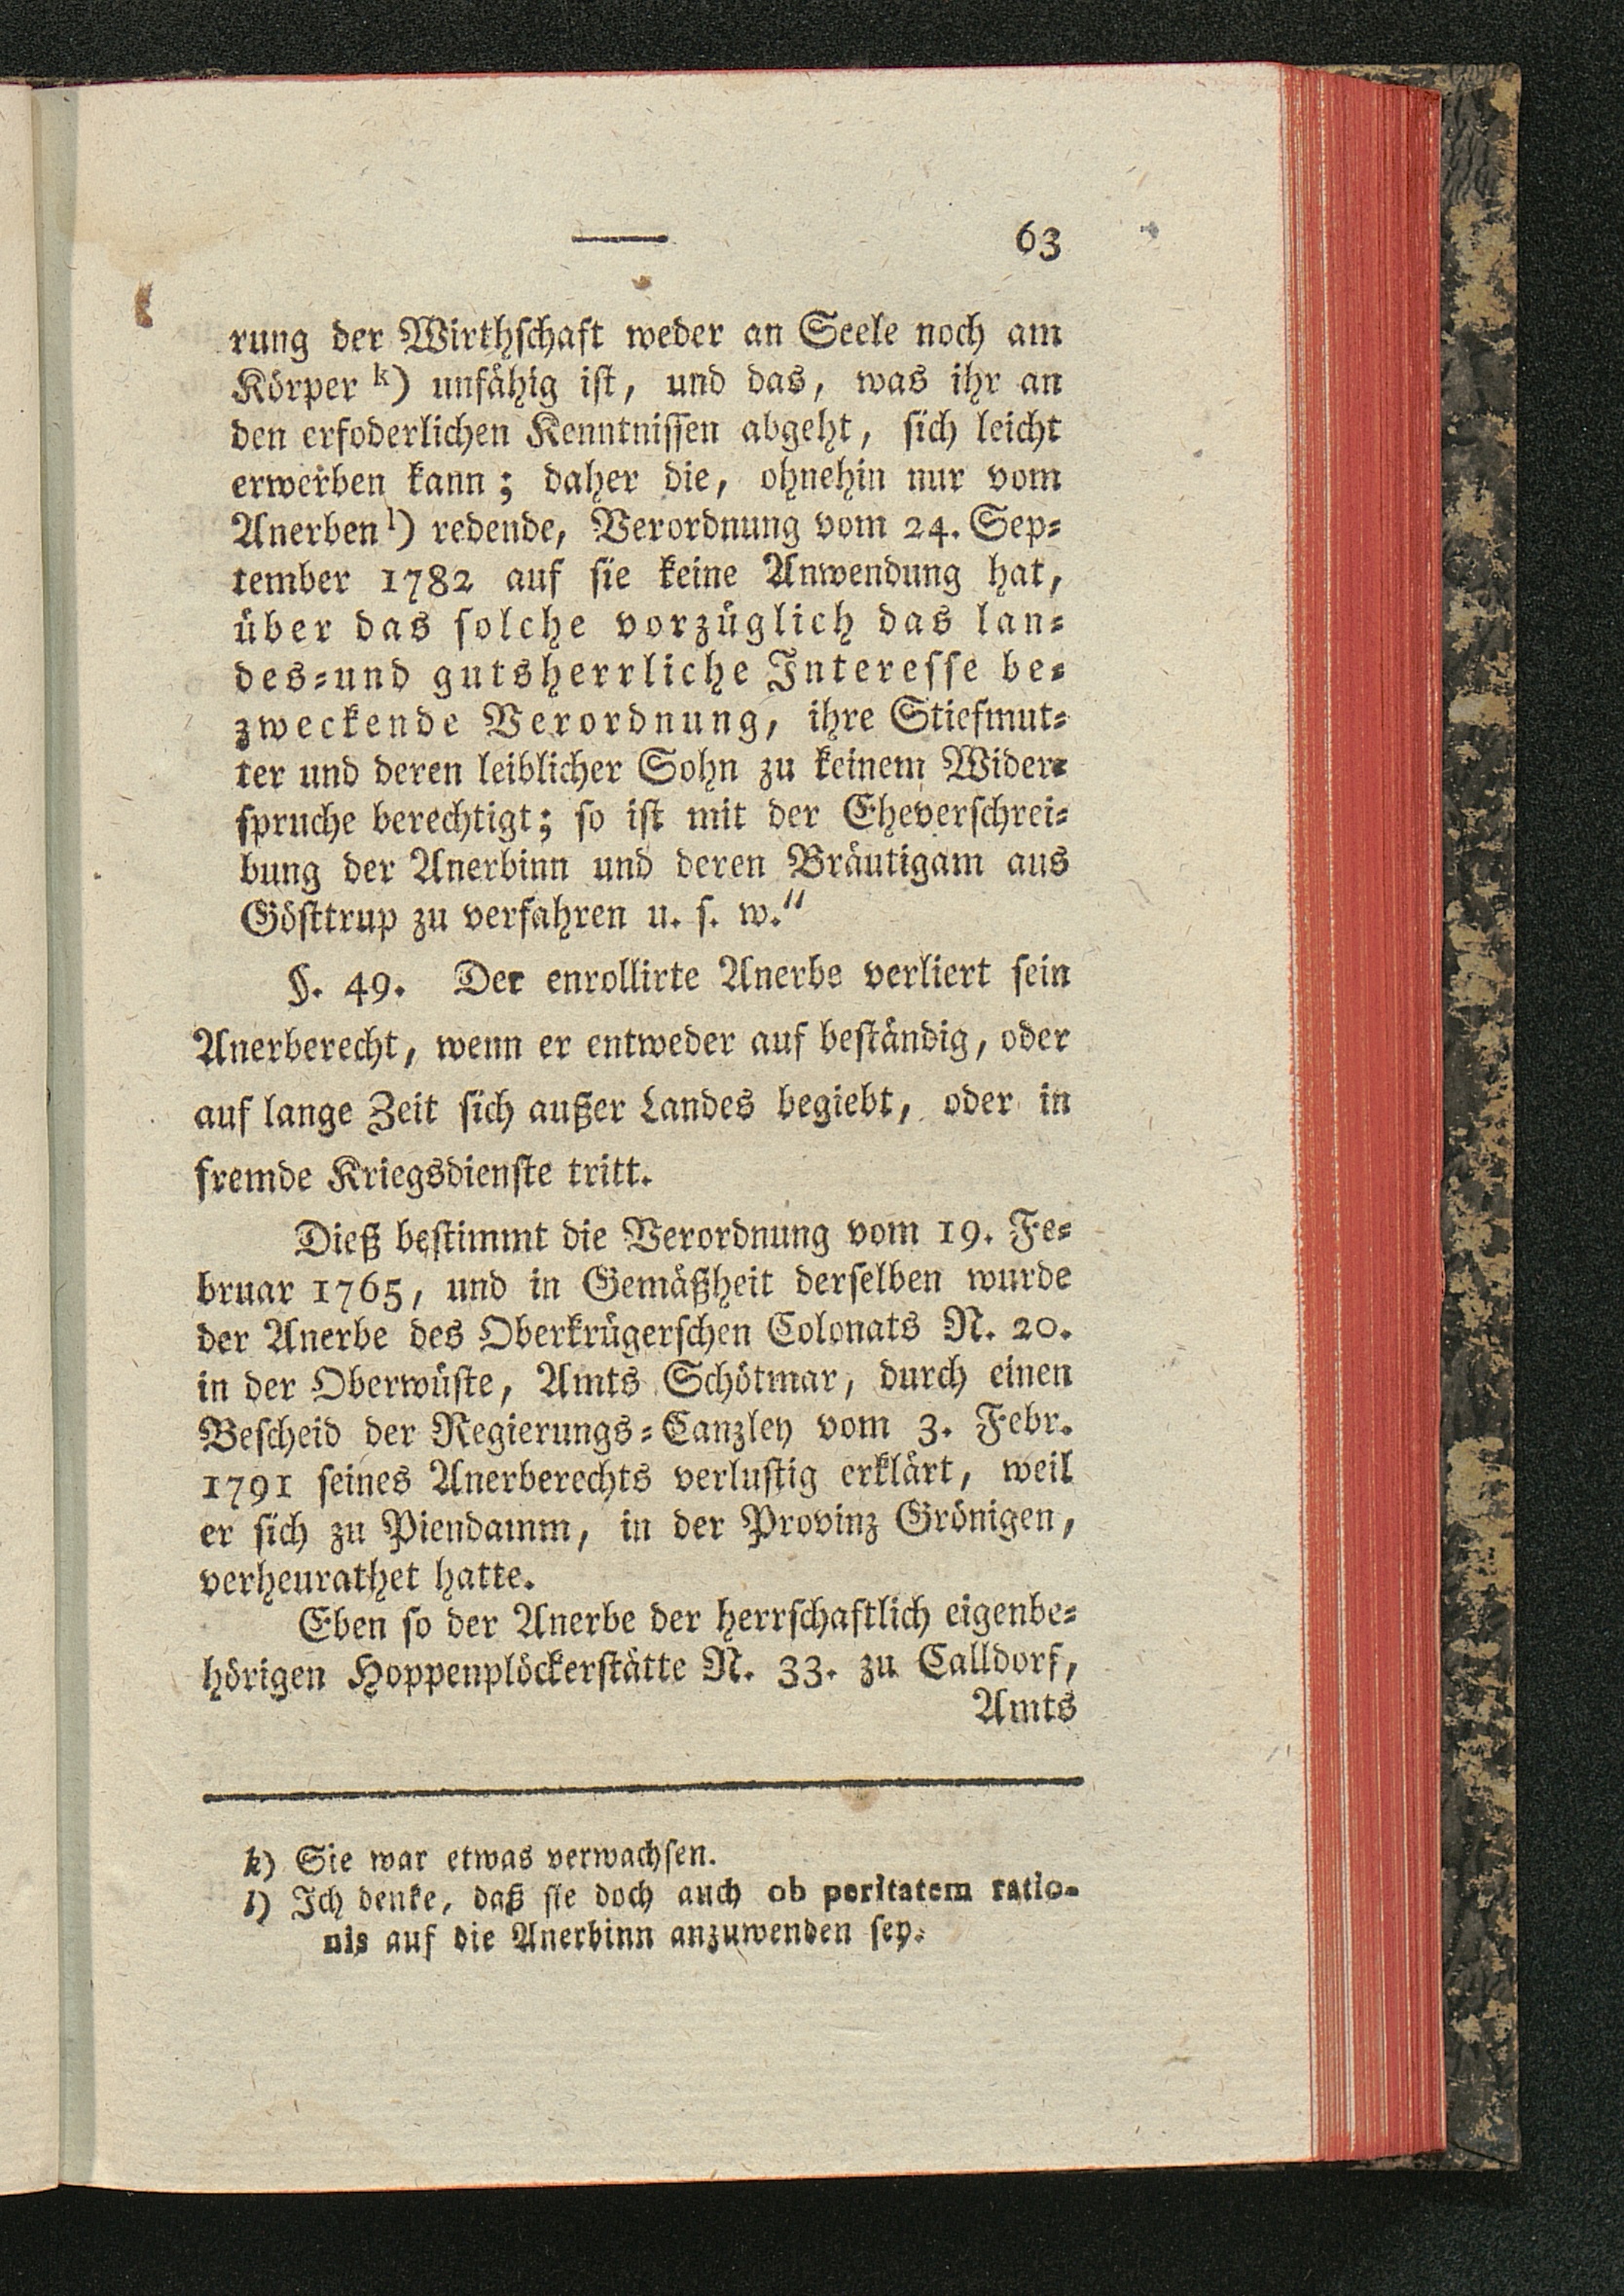 63
rung der Wirthschaft weder an Seele noch am
Körper k) unfähig ist, und das, was ihr an
den erfoderlichen Kenntnissen abgeht, sich leicht
erwerben kann; daher die, ohnehin nur vom
Anerben l) redende, Verordnung vom 24. Sep-
tember 1782 auf sie keine Anwendung hat,
über das solche vorzüglich das lan-
des-und gutsherrliche Interesse be-
zweckende Verordnung, ihre Stiefmut-
ter und deren leiblicher Sohn zu keinem Wider-
spruche berechtigt; so ist mit der Eheverschrei-
bung der Anerbinn und deren Bräutigam aus
Gösttrup zu verfahren u. s. w.“
§. 49. Der enrollirte Anerbe verliert sein
Anerberecht, wenn er entweder auf beständig, oder
auf lange Zeit sich außer Landes begiebt, oder in
fremde Kriegsdienste tritt.
Dieß bestimmt die Verordnung vom 19. Fe-
bruar 1765, und in Gemäßheit derselben wurde
der Anerbe des Oberkrügerschen Colonats N. 20.
in der Oberwüste, Amts Schötmar, durch einen
Bescheid der Regierungs-Canzley vom 3. Febr.
1791 seines Anerberechts verlustig erklärt, weil
er sich zu Piendamm, in der Provinz Grönigen,
verheurathet hatte.
Eben so der Anerbe der herrschaftlich eigenbe-
hörigen Hoppenplöckerstätte N. 33. zu Calldorf,
Amts
k) Sie war etwas verwachsen.
l) Ich denke, daß sie doch auch ob paritatem ratio-
nis auf die Anerbinn anzuwenden sey.